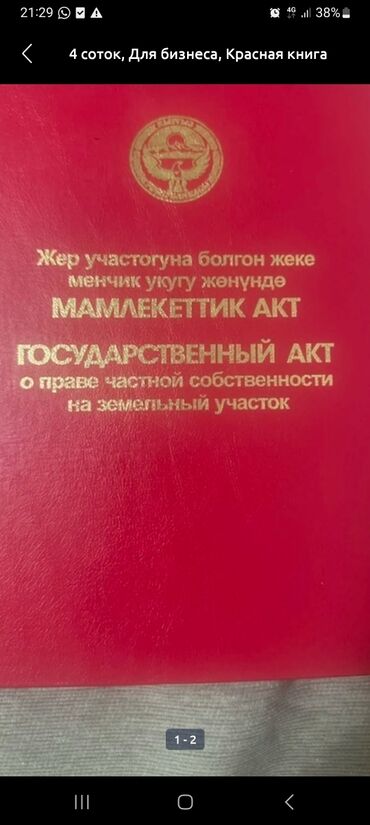 21:29
4G
38%
4 соток, Для бизнеса, Красная книга
Жер участогуна болгон жеке
менчик укугу жөнүндө
МАМЛЕКЕТТИК АКТ
ГОСУДАРСТВЕННЫЙ АКТ
о праве частной собственности
на земельный участок
1 - 2